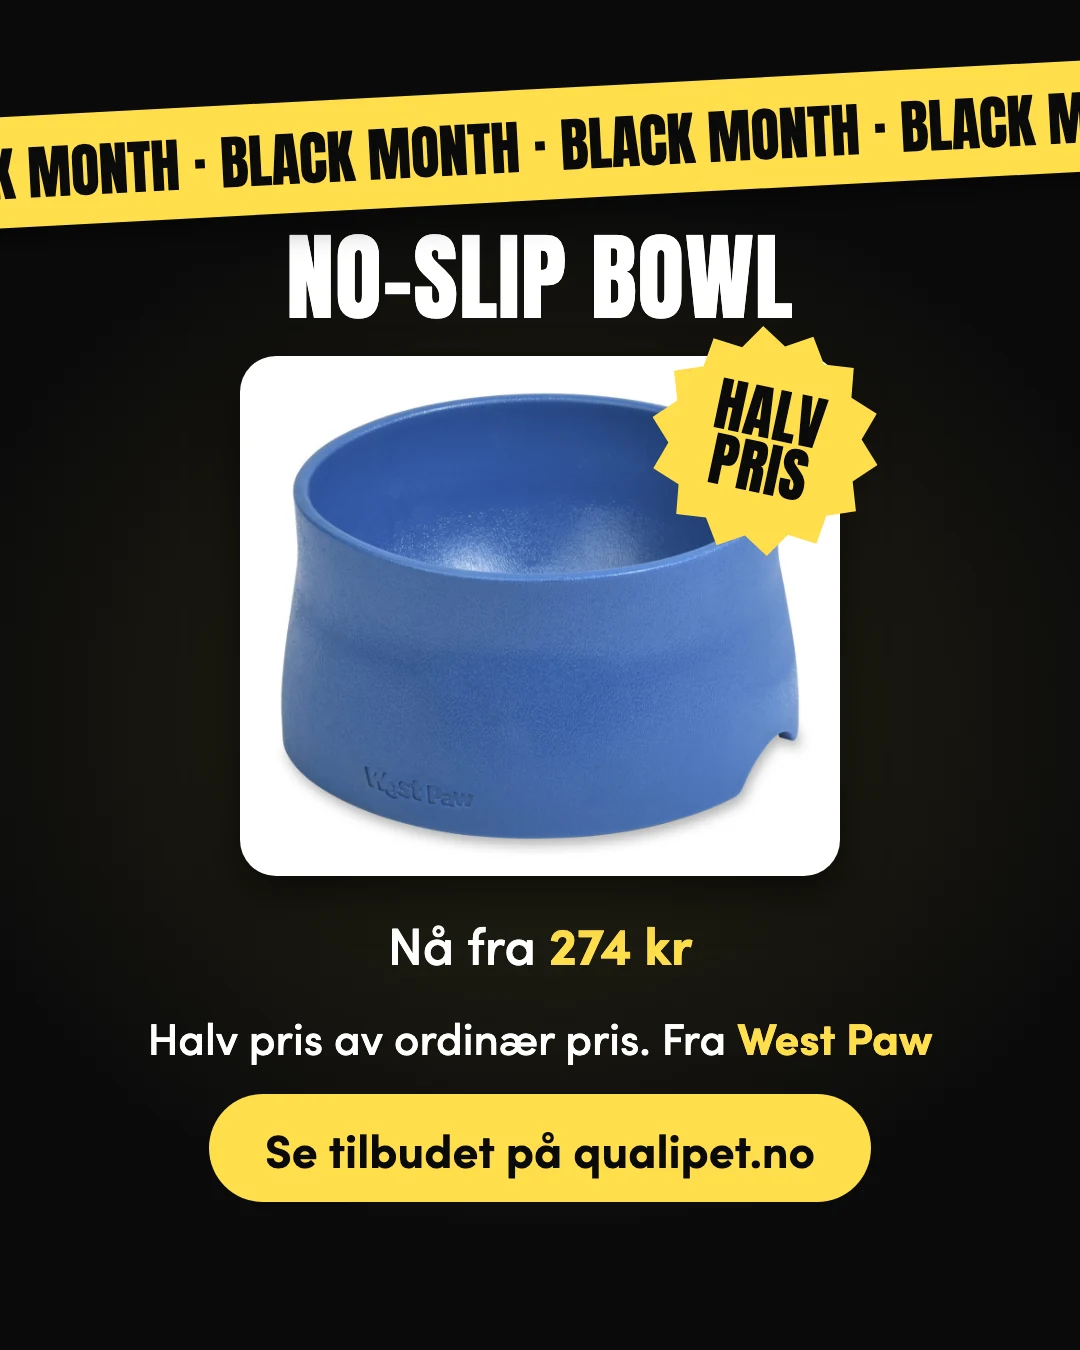 K MONTH · BLACK MONTH · BLACK MONTH · BLACK M
NO-SLIP BOWL
HALV
PRIS
West Paw
Nå fra 274 kr
Halv pris av ordinær pris. Fra West Paw
Se tilbudet på qualipet.no